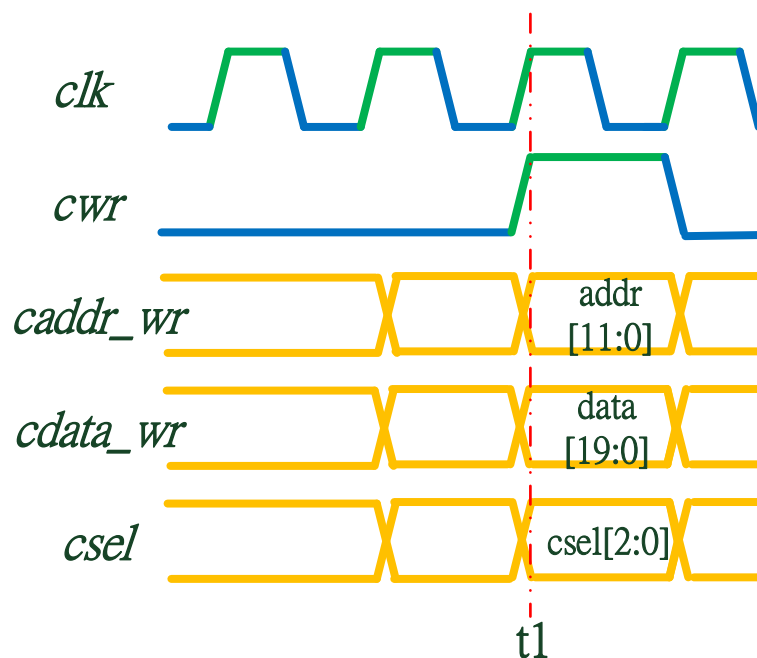 clk
cwr
caddr_wr
addr
[11:0]
cdata_wr
data
[19:0]
csel
csel[2:0]
t1